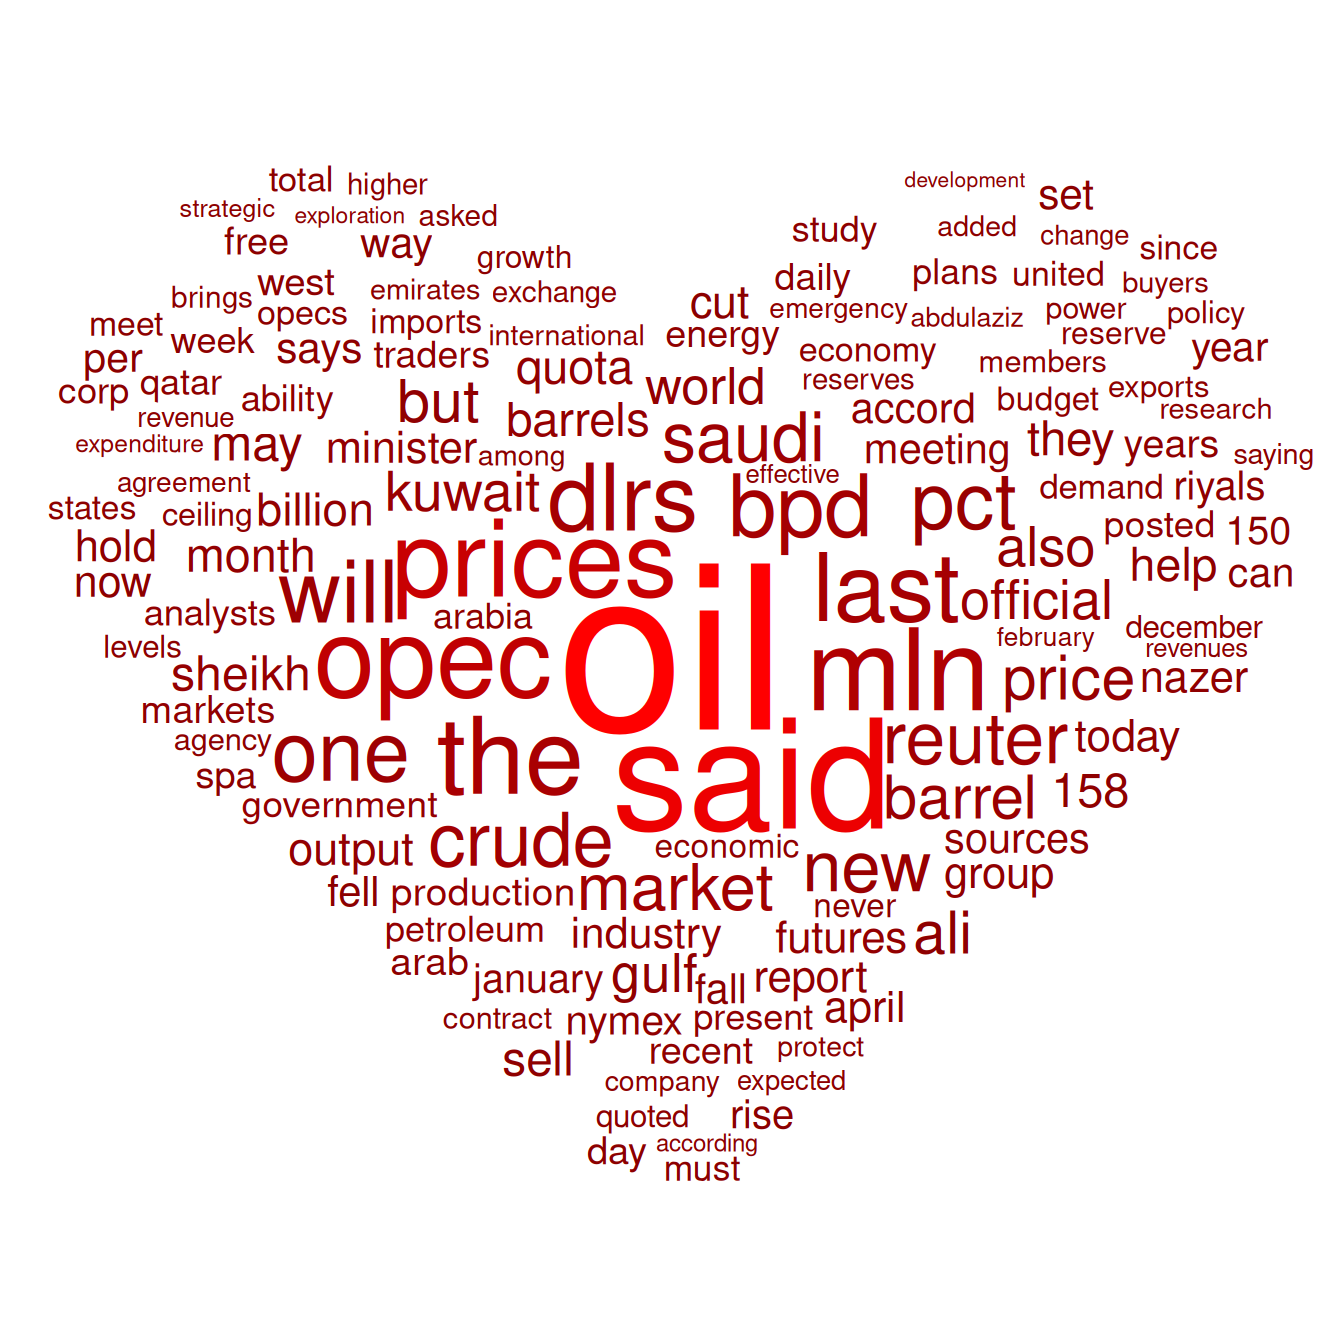 total higher development
strategic exploration asked set
free way study added change since
growth
west daily plans united buyers
brings emirates exchange cut emergency abdulaziz power policy
meet opecs imports international energy reserve
per week says traders quota economy members year
corp qatar ability but world reserves budget exports
revenue barrels accord research
expenditure may minister among saudi meeting they years saying
agreement kuwait dlrs effective bpd pct demand riyals
states ceiling billion posted 150
hold month prices also help can
now will last official
analysts arabia february december
levels sheikh opec oil mln price revenues nazer
markets
agency one the said reuter today
spa barrel 158
government
output crude economic new sources
fell production market never group
petroleum industry futures ali
arab january gulf fall report
contract nymex present april
sell recent protect
company expected
quoted rise
day according
must